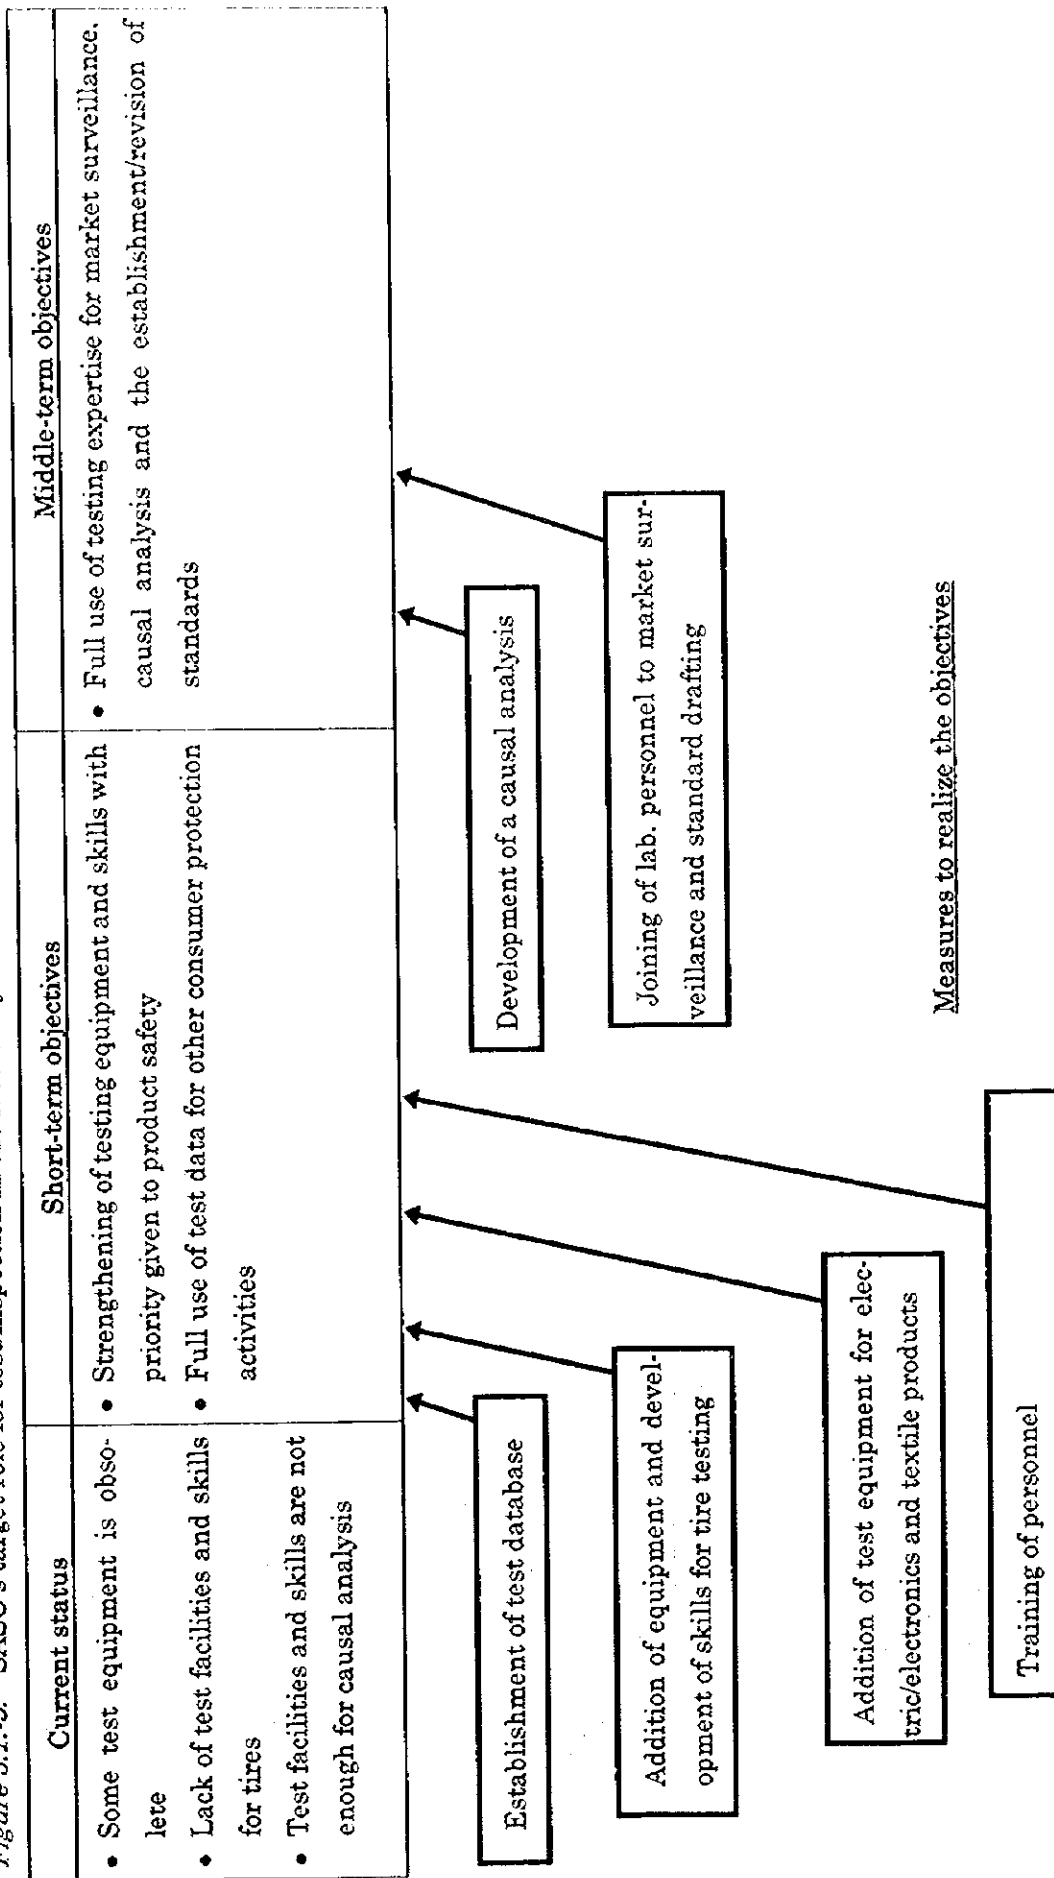 SASO's target role for
Current status
• Some test equipment is obso-
lete
• Lack of test facilities and skills
for tires
• Test facilities and skills are not
enough for causal analysis
Short-term objectives
• Strengthening of testing equipment and skills with
priority given to product safety
• Full use of test data for other consumer protection
activities
Middle-term objectives
• Full use of testing expertise for market surveillance,
causal analysis and the establishment/revision of
standards
Establishment of test database
Addition of equipment and devel-
opment of skills for tire testing
Addition of test equipment for elec-
tric/electronics and textile products
Training of personnel
Development of a causal analysis
Joining of lab. personnel to market sur-
veillance and standard drafting
Measures to realize the objectives